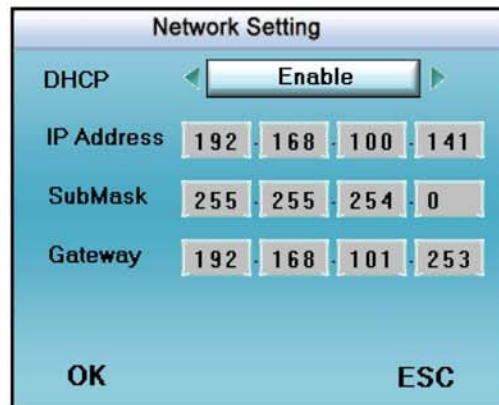 Network Setting
DHCP Enable
IP Address 192.168.100.141
SubMask 255.255.254.0
Gateway 192.168.101.253
OK ESC